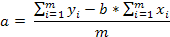 a = (∑_{i=1}^{m} y_i − b * ∑_{i=1}^{m} x_i) / m